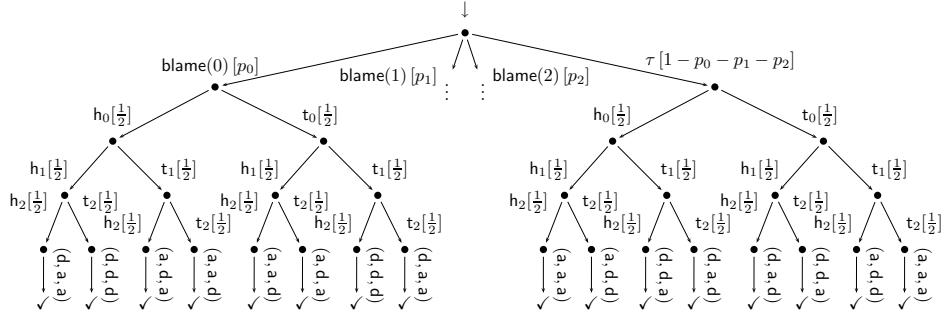 ↓
blame(0) [p₀]
blame(1) [p₁]
blame(2) [p₂]
τ [1 − p₀ − p₁ − p₂]
⋮ ⋮
h₀[½] t₀[½] h₀[½] t₀[½]
h₁[½] t₁[½] h₁[½] t₁[½] h₁[½] t₁[½] h₁[½] t₁[½]
h₂[½] t₂[½] h₂[½] t₂[½] h₂[½] t₂[½] h₂[½] t₂[½] h₂[½] t₂[½] h₂[½] t₂[½] h₂[½] t₂[½] h₂[½] t₂[½]
(d, a, a) (d, d, d) (a, d, a) (a, a, d) (a, a, d) (a, d, a) (d, d, d) (d, a, a) (a, a, a) (a, d, d) (d, d, a) (d, a, d) (d, a, d) (d, d, a) (a, d, d) (a, a, a)
✓ ✓ ✓ ✓ ✓ ✓ ✓ ✓ ✓ ✓ ✓ ✓ ✓ ✓ ✓ ✓